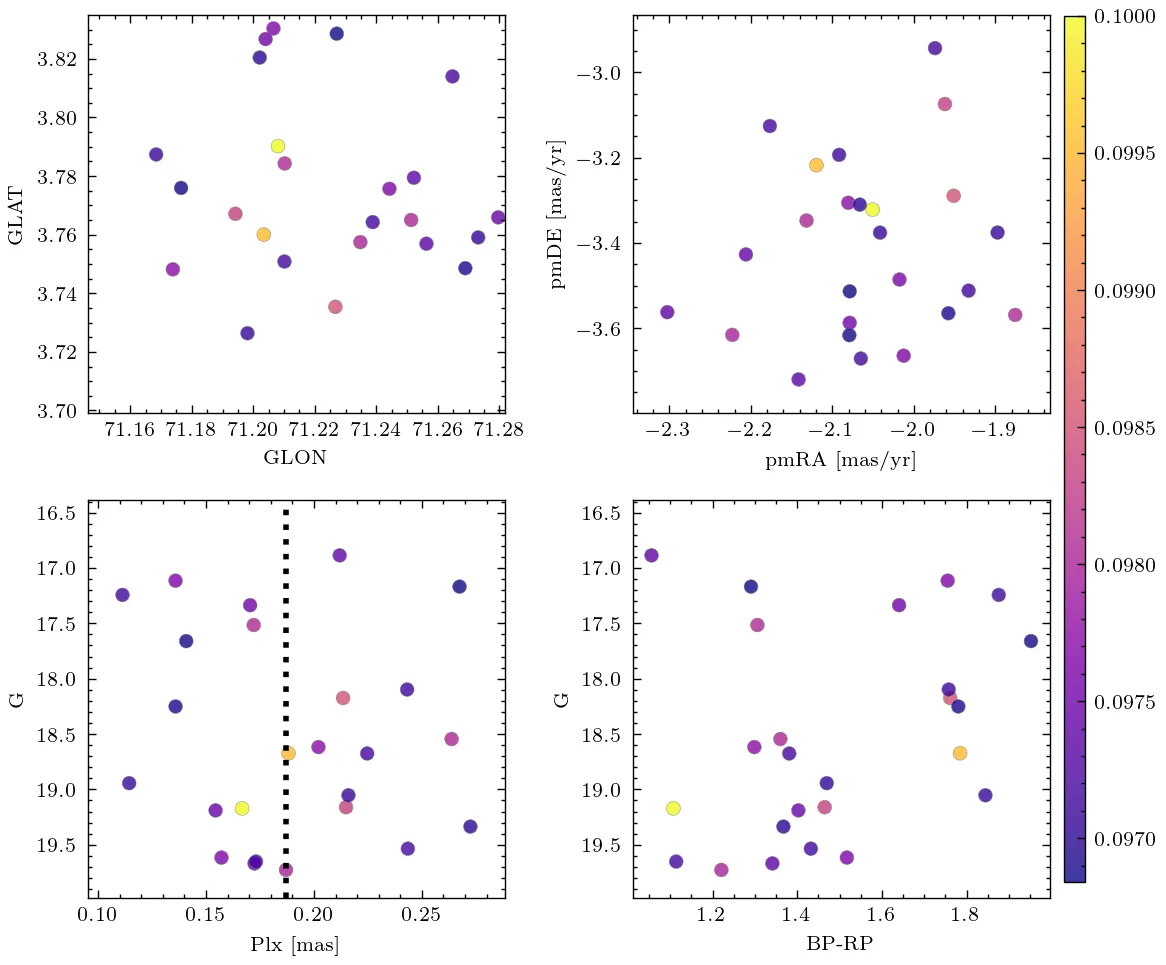 3.82
3.80
3.78
3.76
3.74
3.72
3.70
GLAT
71.16 71.18 71.20 71.22 71.24 71.26 71.28
GLON
−3.0
−3.2
−3.4
−3.6
pmDE [mas/yr]
−2.3 −2.2 −2.1 −2.0 −1.9
pmRA [mas/yr]
0.1000
0.0995
0.0990
0.0985
0.0980
0.0975
0.0970
16.5
17.0
17.5
18.0
18.5
19.0
19.5
G
0.10 0.15 0.20 0.25
Plx [mas]
16.5
17.0
17.5
18.0
18.5
19.0
19.5
G
1.2 1.4 1.6 1.8
BP-RP